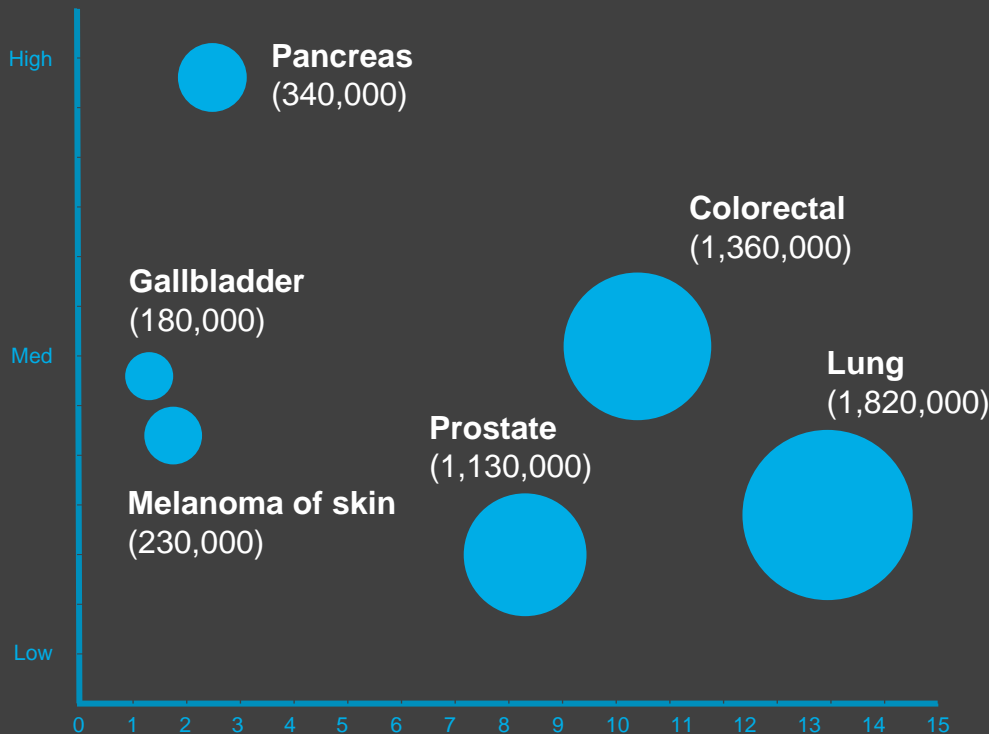 High
Pancreas
(340,000)
Colorectal
(1,360,000)
Gallbladder
(180,000)
Med
Lung
(1,820,000)
Prostate
(1,130,000)
Melanoma of skin
(230,000)
Low
0 1 2 3 4 5 6 7 8 9 10 11 12 13 14 15